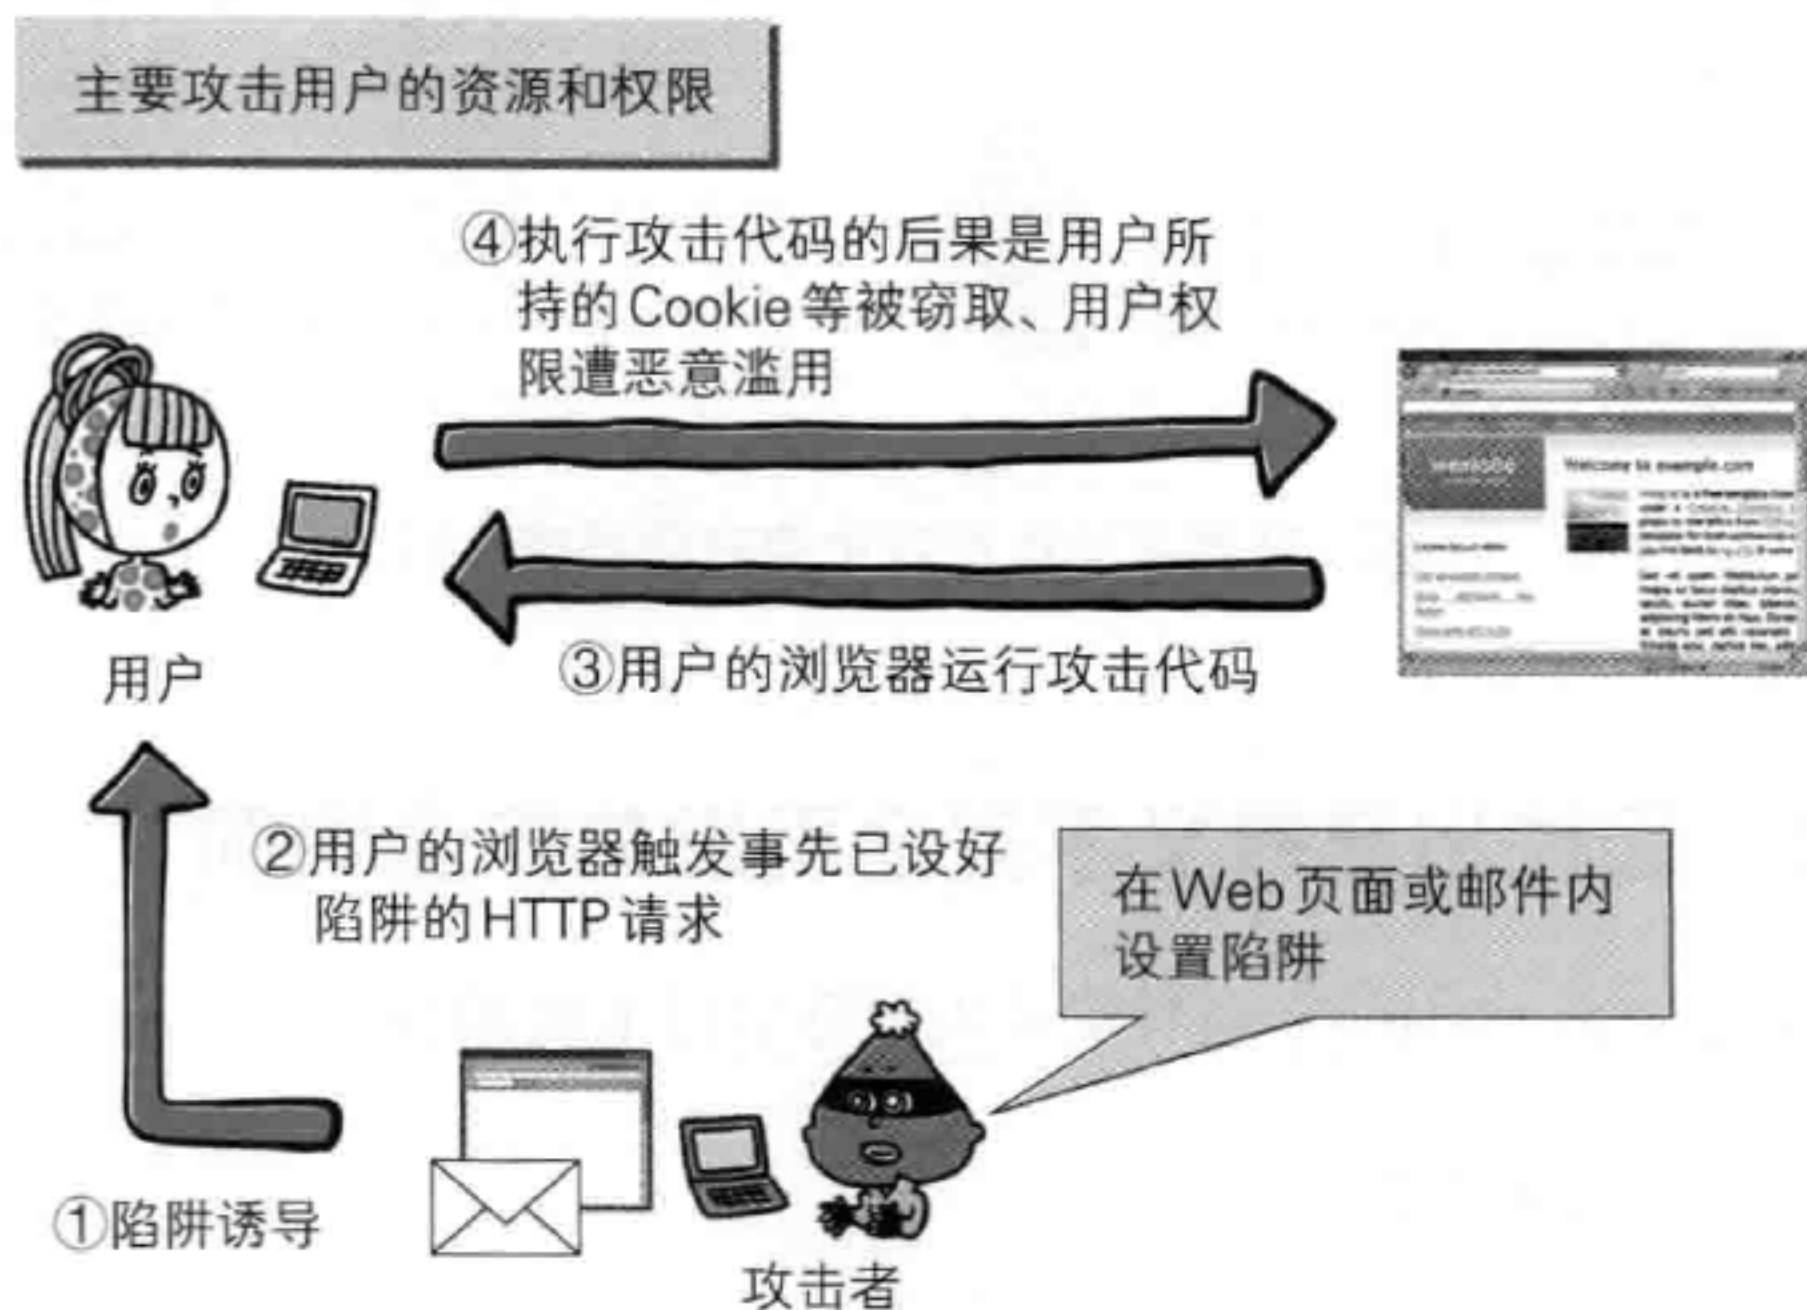 主要攻击用户的资源和权限
④执行攻击代码的后果是用户所
持的Cookie等被窃取、用户权
限遭恶意滥用
Welcome to example.com
用户
③用户的浏览器运行攻击代码
②用户的浏览器触发事先已设好
陷阱的HTTP请求
在Web页面或邮件内
设置陷阱
①陷阱诱导
攻击者